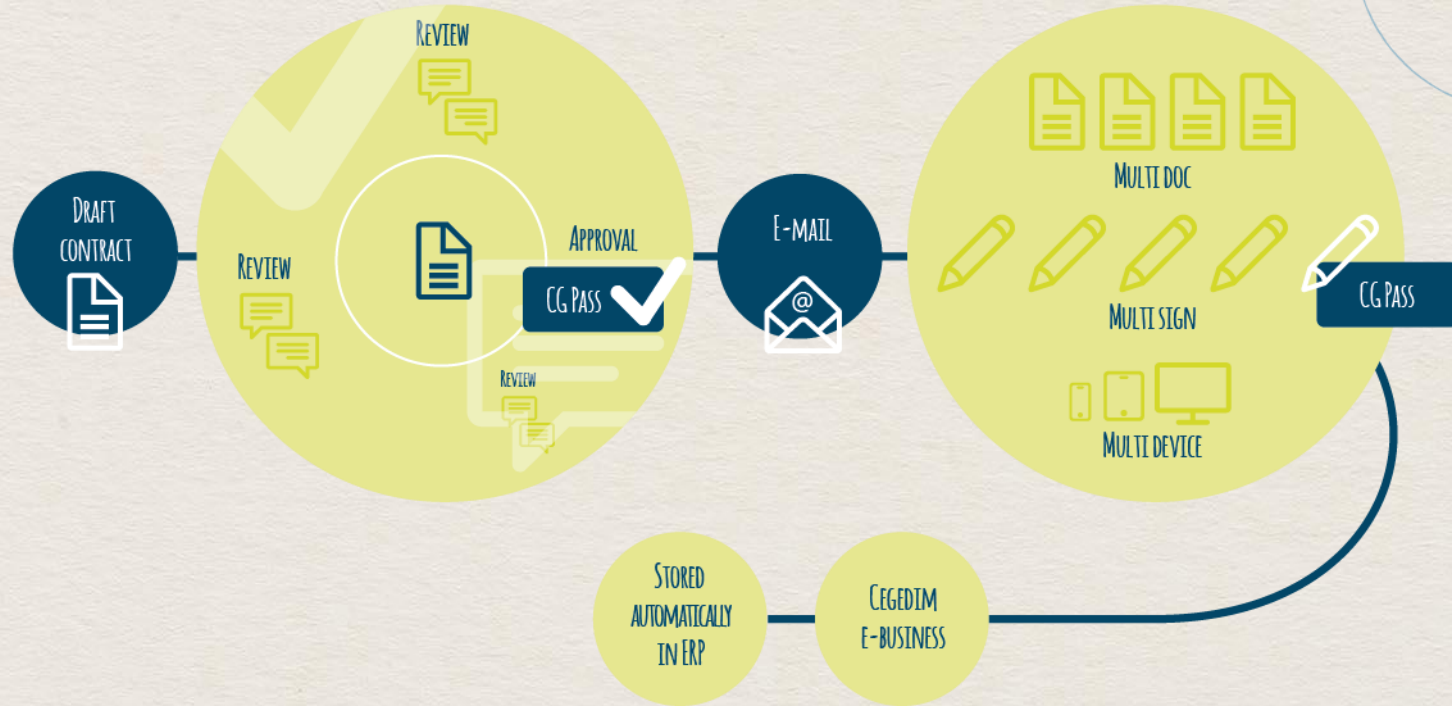 Draft
contract
Review
Review
Approval
CG Pass
Review
E-mail
@
Multi doc
Multi sign
CG Pass
Multi device
Stored
automatically
in ERP
Cegedim
e-business